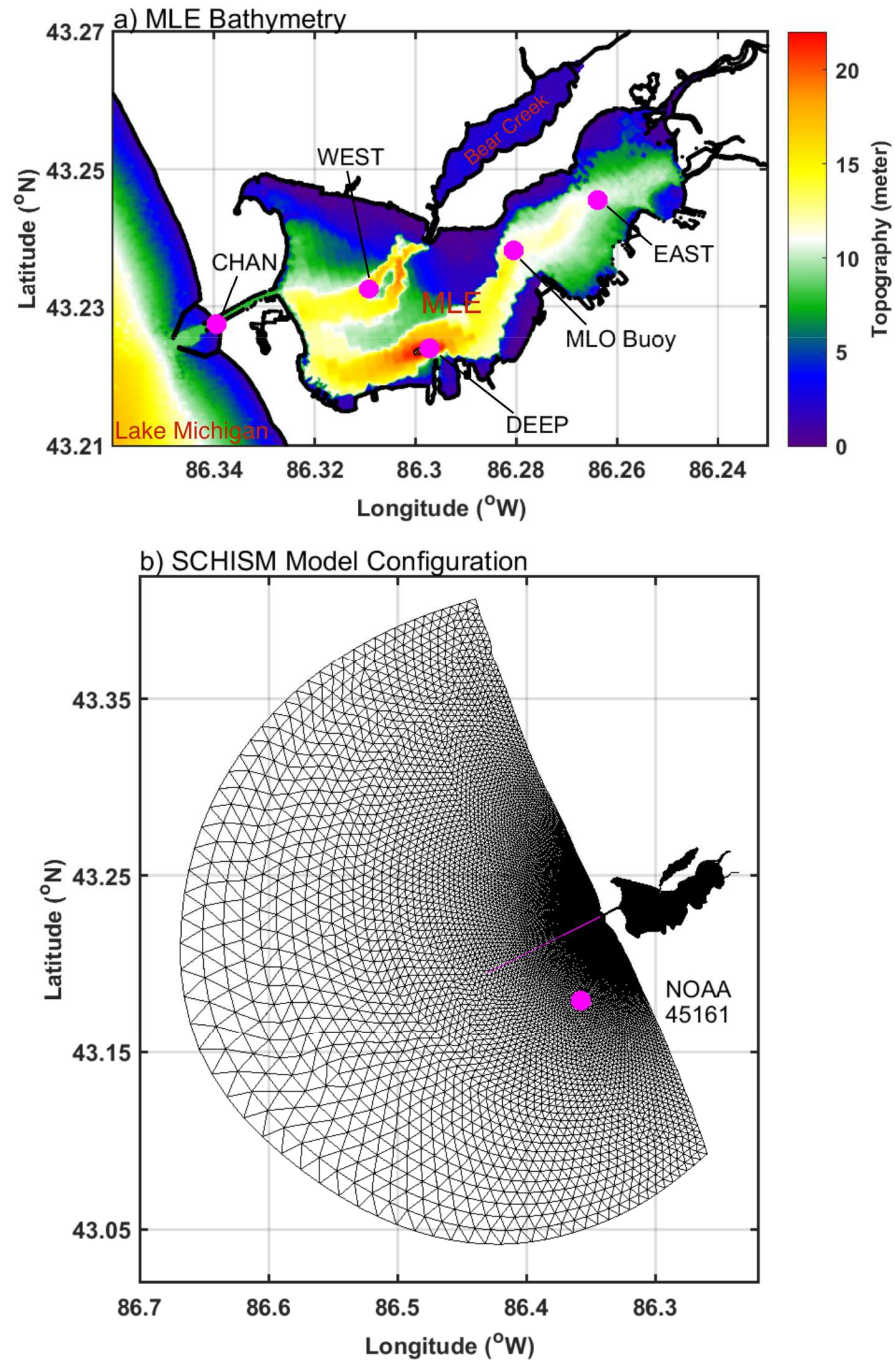 a) MLE Bathymetry
43.27
43.25
43.23
43.21
Latitude (°N)
WEST
CHAN
Bear Creek
EAST
MLE
MLO Buoy
DEEP
Lake Michigan
86.34 86.32 86.3 86.28 86.26 86.24
Longitude (°W)
20
15
10
5
0
Topography (meter)
b) SCHISM Model Configuration
43.35
43.25
43.15
43.05
Latitude (°N)
NOAA
45161
86.7 86.6 86.5 86.4 86.3
Longitude (°W)